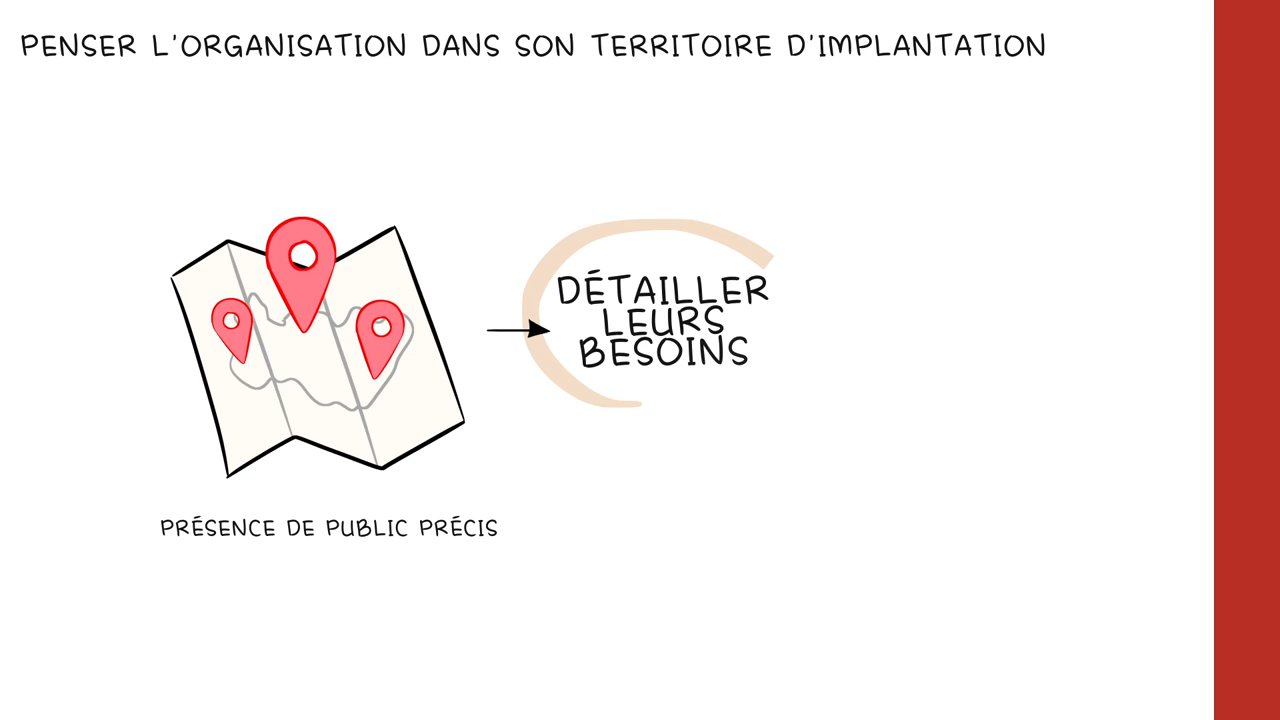 PENSER L'ORGANISATION DANS SON TERRITOIRE D'IMPLANTATION
DÉTAILLER
LEURS
BESOINS
PRÉSENCE DE PUBLIC PRÉCIS